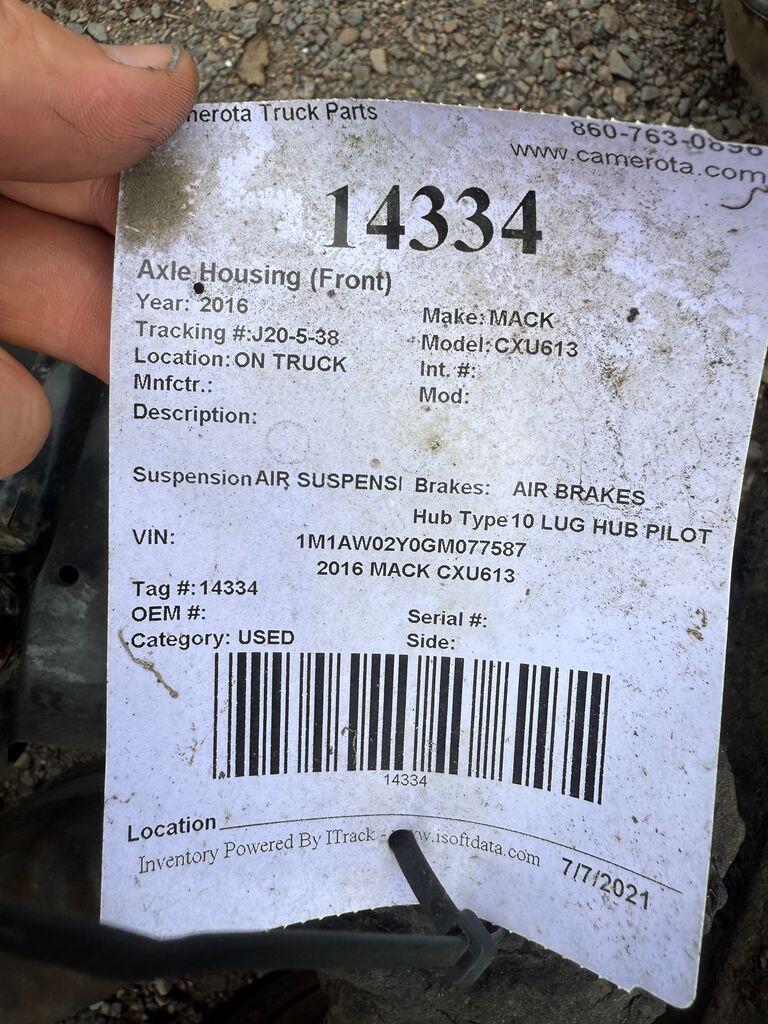 merota Truck Parts
860-763-0896
www.camerota.com
14334
Axle Housing (Front)
Year: 2016 Make: MACK
Tracking #:J20-5-38 Model: CXU613
Location: ON TRUCK Int. #:
Mnfctr.: Mod:
Description:
Suspension AIR SUSPENSI Brakes: AIR BRAKES
Hub Type 10 LUG HUB PILOT
VIN: 1M1AW02Y0GM077587
2016 MACK CXU613
Tag #: 14334
OEM #: Serial #:
Category: USED Side:
14334
Location
Inventory Powered By ITrack - w.isoftdata.com 7/7/2021